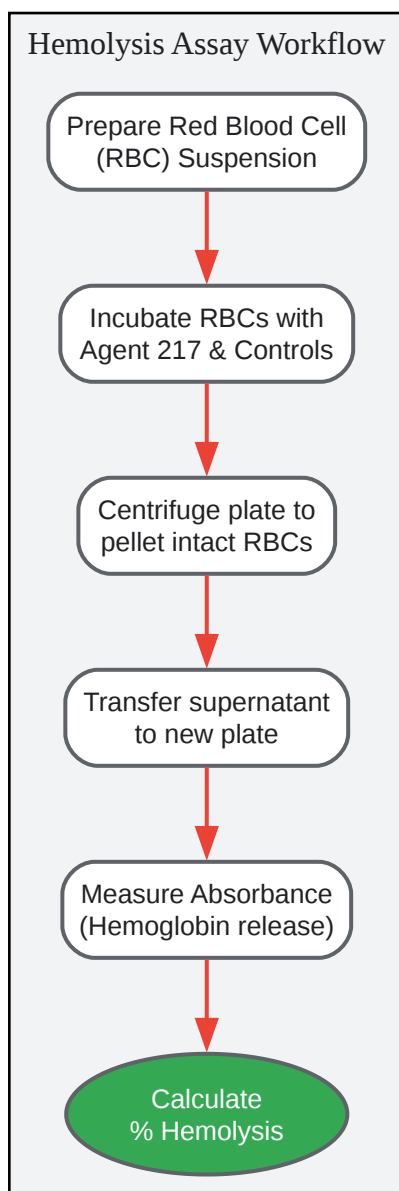 Hemolysis Assay Workflow
Prepare Red Blood Cell
(RBC) Suspension
Incubate RBCs with
Agent 217 & Controls
Centrifuge plate to
pellet intact RBCs
Transfer supernatant
to new plate
Measure Absorbance
(Hemoglobin release)
Calculate
% Hemolysis